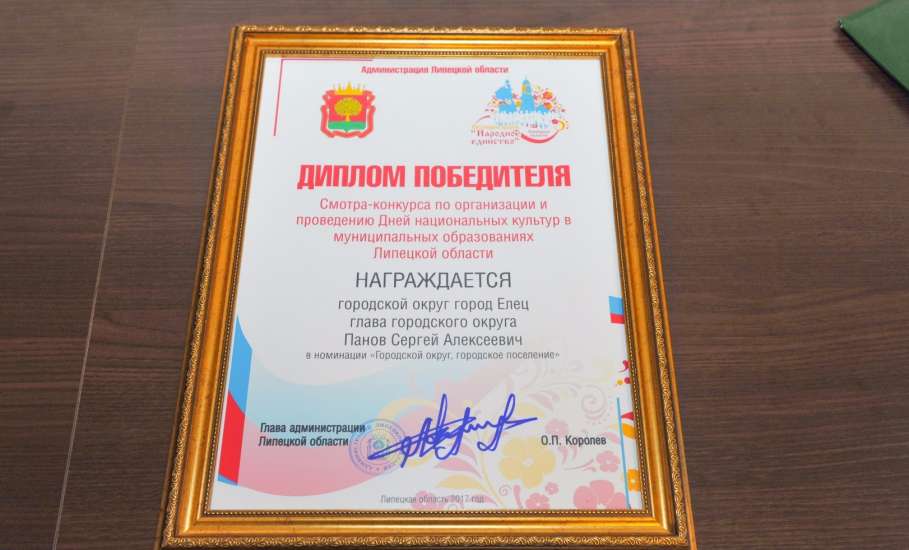 Администрация Липецкой области
"Народное
единство"
ДИПЛОМ ПОБЕДИТЕЛЯ
Смотра-конкурса по организации и
проведению Дней национальных культур в
муниципальных образованиях
Липецкой области
НАГРАЖДАЕТСЯ
городской округ город Елец
глава городского округа
Панов Сергей Алексеевич
в номинации «Городской округ, городское поселение»
Глава администрации
Липецкой области
О.П. Королев
Липецкая область 2017 год